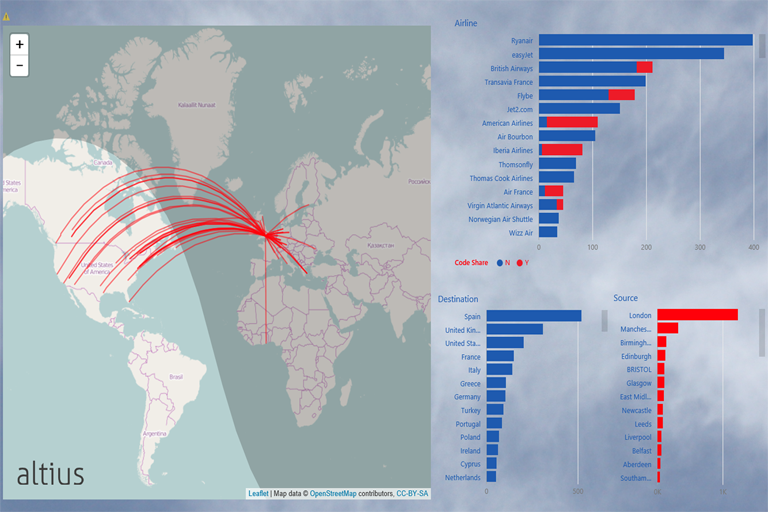 +
−
Kalaallit Nunaat
Canada
d States
merica
United States
of America
Brasil
Argentina
Россия
Казахстан
altius
Leaflet | Map data © OpenStreetMap contributors, CC-BY-SA
Airline
Ryanair
easyJet
British Airways
Transavia France
Flybe
Jet2.com
American Airlines
Air Bourbon
Iberia Airlines
Thomsonfly
Thomas Cook Airlines
Air France
Virgin Atlantic Airways
Norwegian Air Shuttle
Wizz Air
0 100 200 300 400
Code Share N Y
Destination
Spain
United Kin...
United Sta...
France
Italy
Greece
Germany
Turkey
Portugal
Poland
Ireland
Cyprus
Netherlands
0 500
Source
London
Manches...
Birmingh...
Edinburgh
BRISTOL
Glasgow
East Midl...
Newcastle
Leeds
Liverpool
Belfast
Aberdeen
Southam...
0k 1k